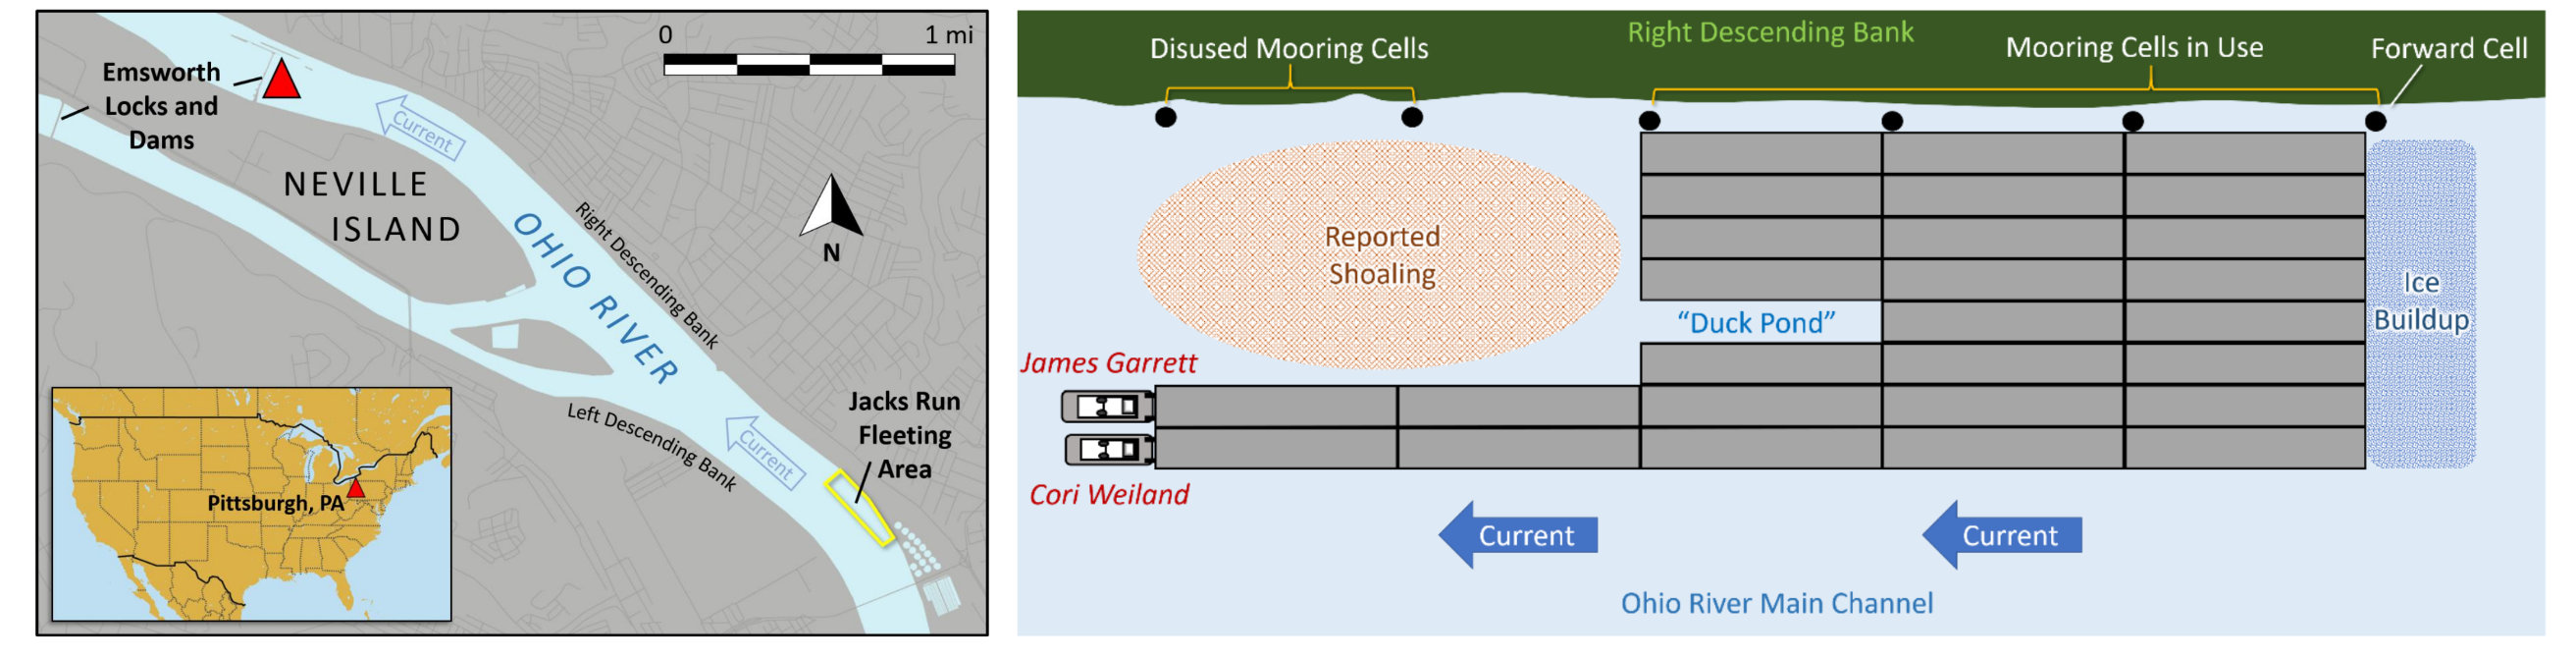 0
1 mi
Emsworth
Locks and
Dams
Current
NEVILLE
ISLAND
N
OHIO RIVER
Right Descending Bank
Left Descending Bank
Current
Jacks Run
Fleeting
Area
Pittsburgh, PA
Right Descending Bank
Disused Mooring Cells
Mooring Cells in Use
Forward Cell
Reported
Shoaling
Ice
Buildup
"Duck Pond"
James Garrett
Cori Weiland
Current
Current
Ohio River Main Channel